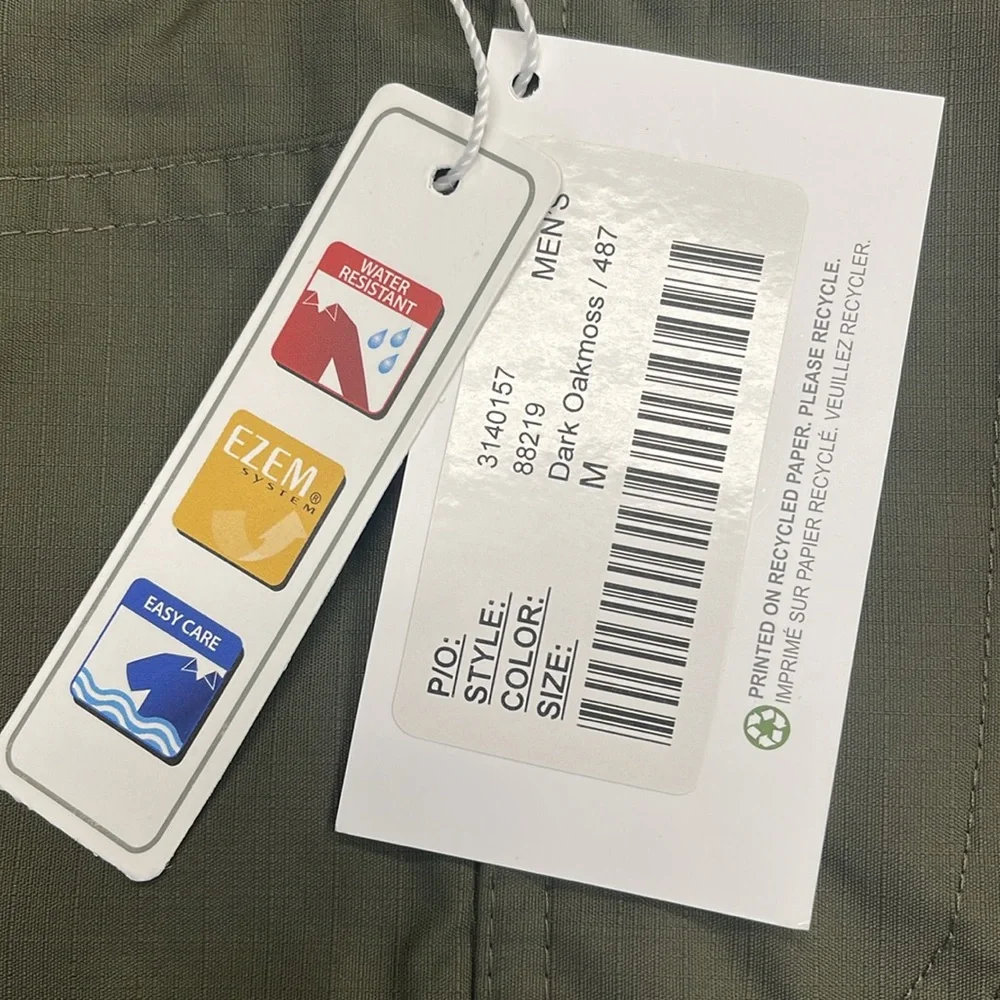 WATER
RESISTANT
EZEM
SYSTEM®
EASY CARE
P/O: 3140157 MEN'S
STYLE: 88219
COLOR: Dark Oakmoss / 487
SIZE: M
PRINTED ON RECYCLED PAPER. PLEASE RECYCLE.
IMPRIMÉ SUR PAPIER RECYCLÉ. VEUILLEZ RECYCLER.